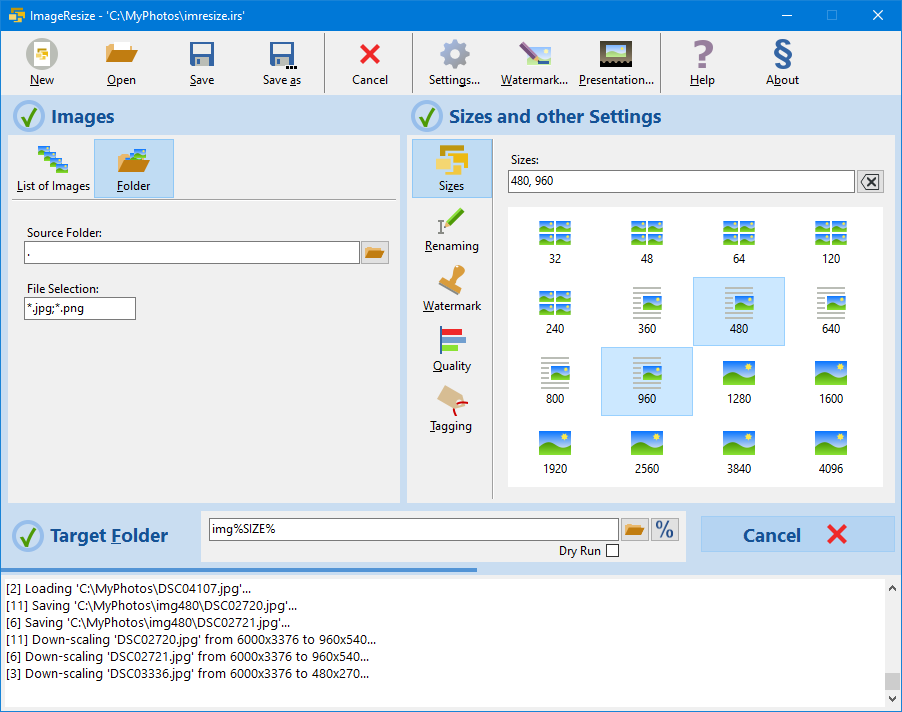 ImageResize - 'C:\MyPhotos\imresize.irs'
New Open Save Save as Cancel Settings... Watermark... Presentation... Help About
Images
List of Images Folder
Source Folder:
.
File Selection:
*.jpg;*.png
Sizes and other Settings
Sizes
Renaming
Watermark
Quality
Tagging
Sizes:
480, 960
32 48 64 120
240 360 480 640
800 960 1280 1600
1920 2560 3840 4096
Target Folder
img%SIZE%
%
Dry Run
Cancel
[2] Loading 'C:\MyPhotos\DSC04107.jpg'...
[11] Saving 'C:\MyPhotos\img480\DSC02720.jpg'...
[6] Saving 'C:\MyPhotos\img480\DSC02721.jpg'...
[11] Down-scaling 'DSC02720.jpg' from 6000x3376 to 960x540...
[6] Down-scaling 'DSC02721.jpg' from 6000x3376 to 960x540...
[3] Down-scaling 'DSC03336.jpg' from 6000x3376 to 480x270...